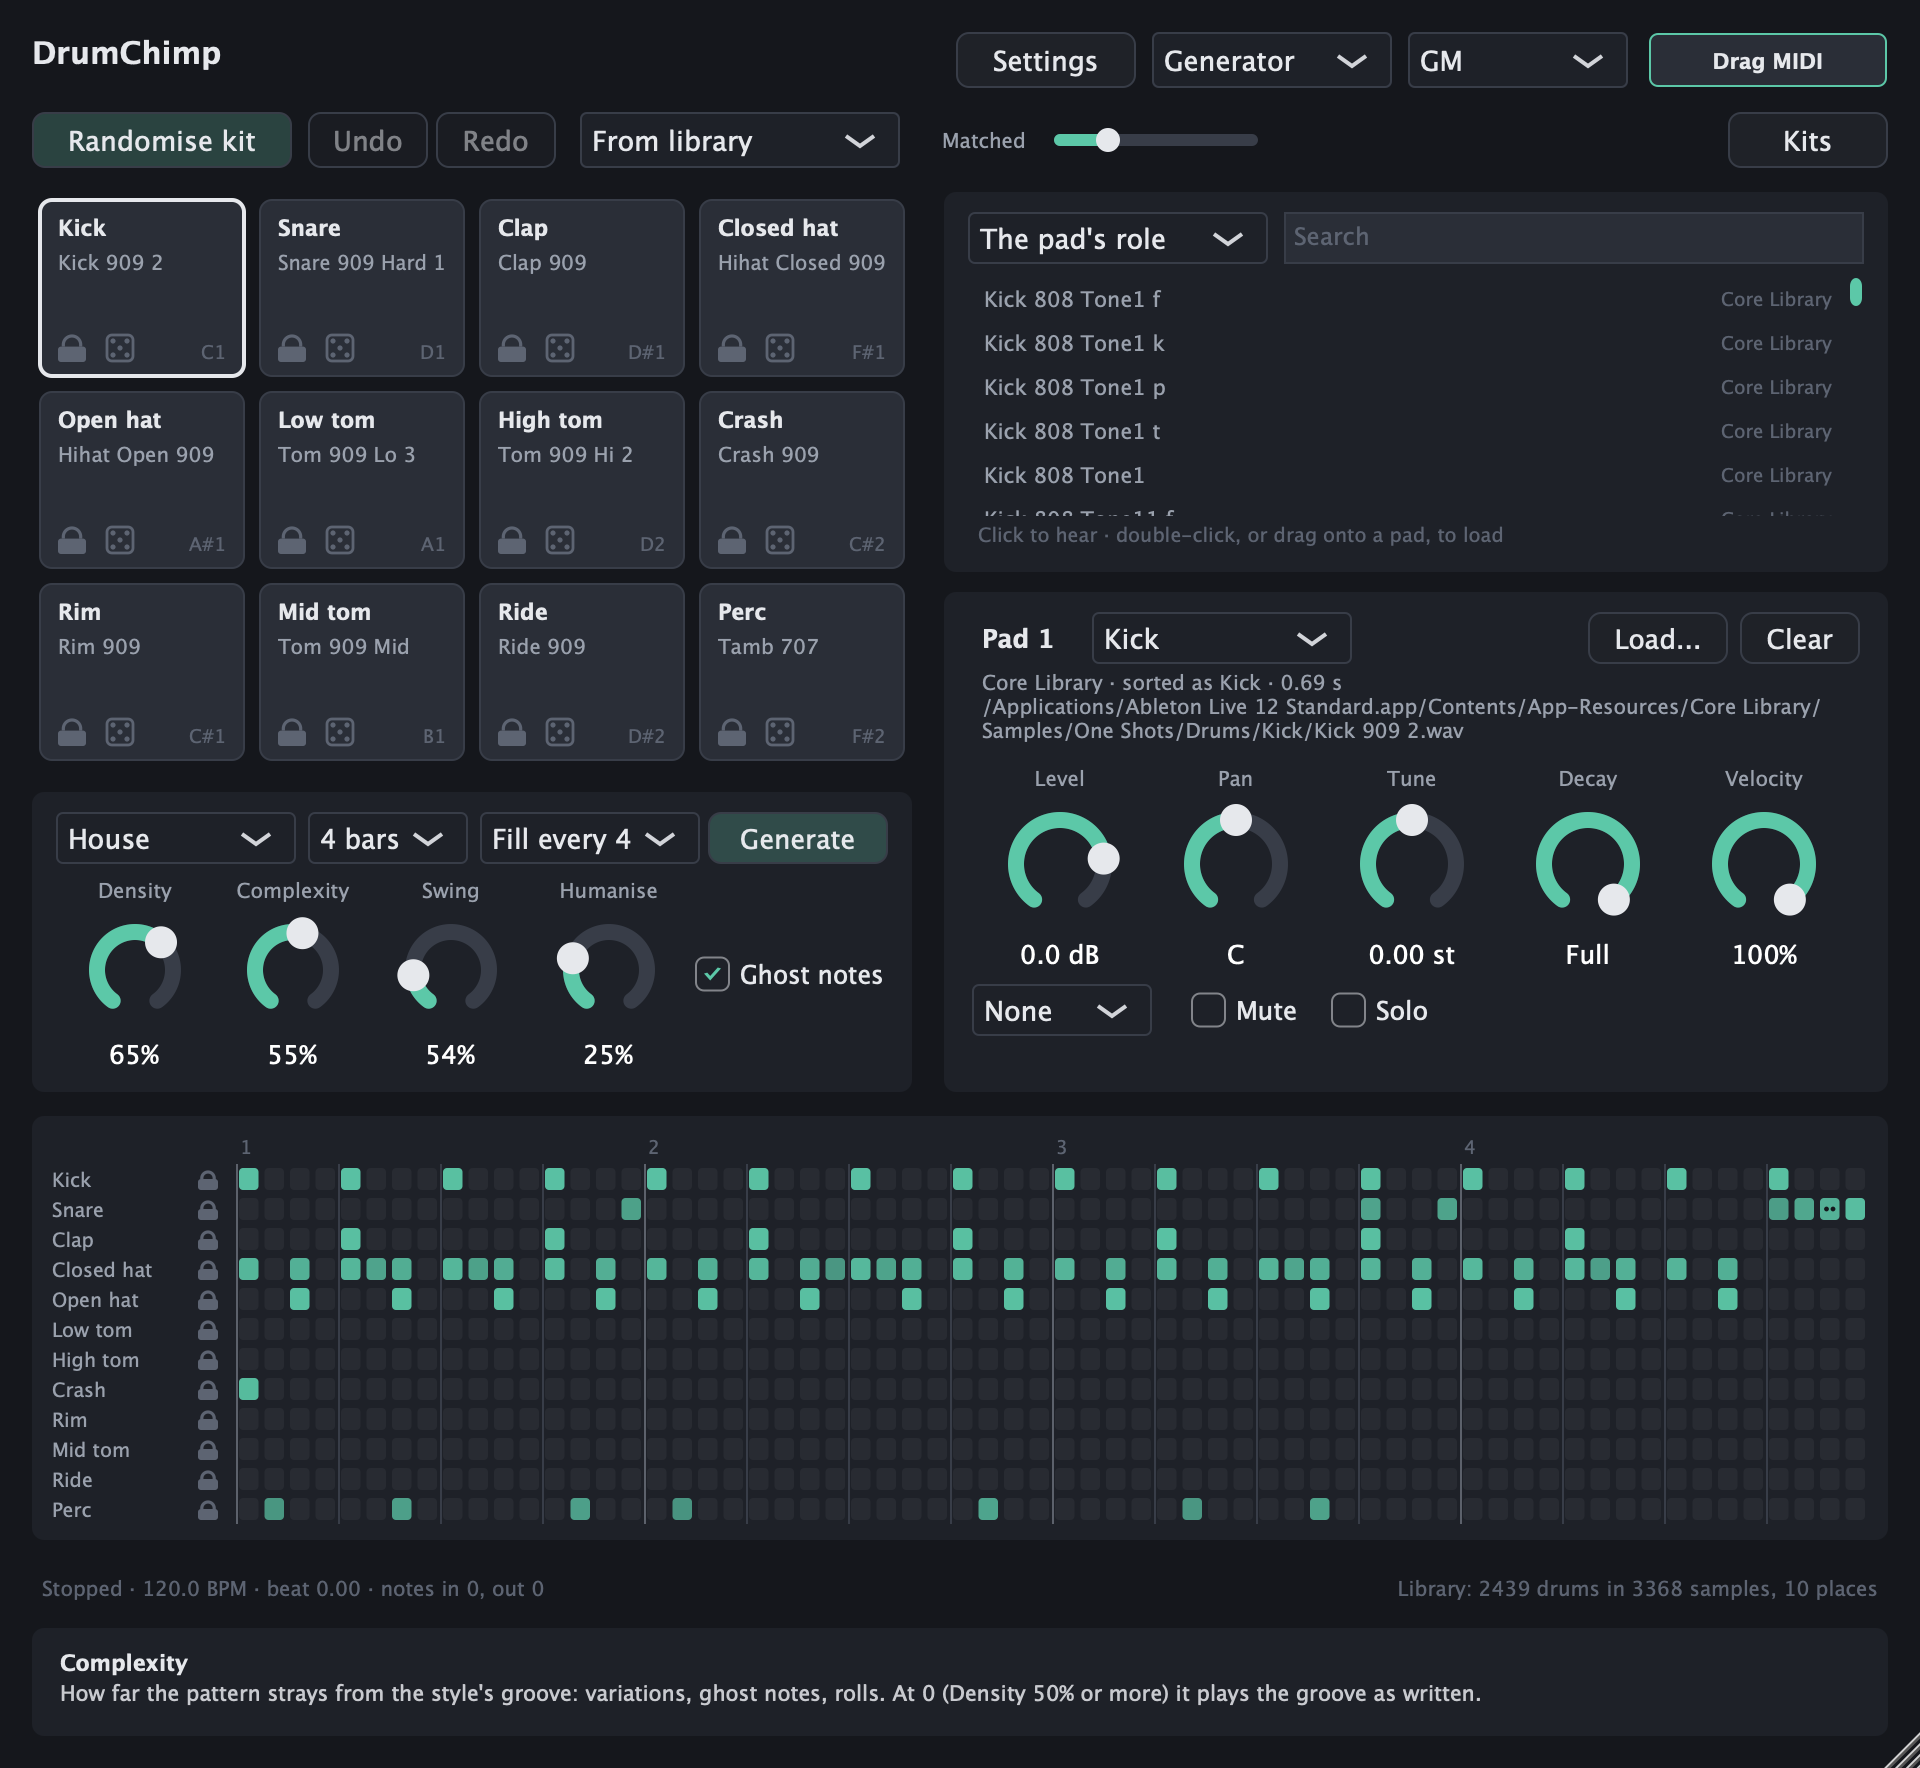 DrumChimp
Settings
Generator
GM
Drag MIDI
Randomise kit
Undo
Redo
From library
Matched
Kits
Kick
Kick 909 2
C1
Snare
Snare 909 Hard 1
D1
Clap
Clap 909
D#1
Closed hat
Hihat Closed 909
F#1
Open hat
Hihat Open 909
A#1
Low tom
Tom 909 Lo 3
A1
High tom
Tom 909 Hi 2
D2
Crash
Crash 909
C#2
Rim
Rim 909
C#1
Mid tom
Tom 909 Mid
B1
Ride
Ride 909
D#2
Perc
Tamb 707
F#2
The pad's role
Search
Kick 808 Tone1 f Core Library
Kick 808 Tone1 k Core Library
Kick 808 Tone1 p Core Library
Kick 808 Tone1 t Core Library
Kick 808 Tone1 Core Library
Click to hear · double-click, or drag onto a pad, to load
Pad 1
Kick
Load...
Clear
Core Library · sorted as Kick · 0.69 s
/Applications/Ableton Live 12 Standard.app/Contents/App-Resources/Core Library/
Samples/One Shots/Drums/Kick/Kick 909 2.wav
Level Pan Tune Decay Velocity
0.0 dB C 0.00 st Full 100%
None
Mute
Solo
House
4 bars
Fill every 4
Generate
Density Complexity Swing Humanise
Ghost notes
65% 55% 54% 25%
1 2 3 4
Kick
Snare
Clap
Closed hat
Open hat
Low tom
High tom
Crash
Rim
Mid tom
Ride
Perc
Stopped · 120.0 BPM · beat 0.00 · notes in 0, out 0
Library: 2439 drums in 3368 samples, 10 places
Complexity
How far the pattern strays from the style's groove: variations, ghost notes, rolls. At 0 (Density 50% or more) it plays the groove as written.